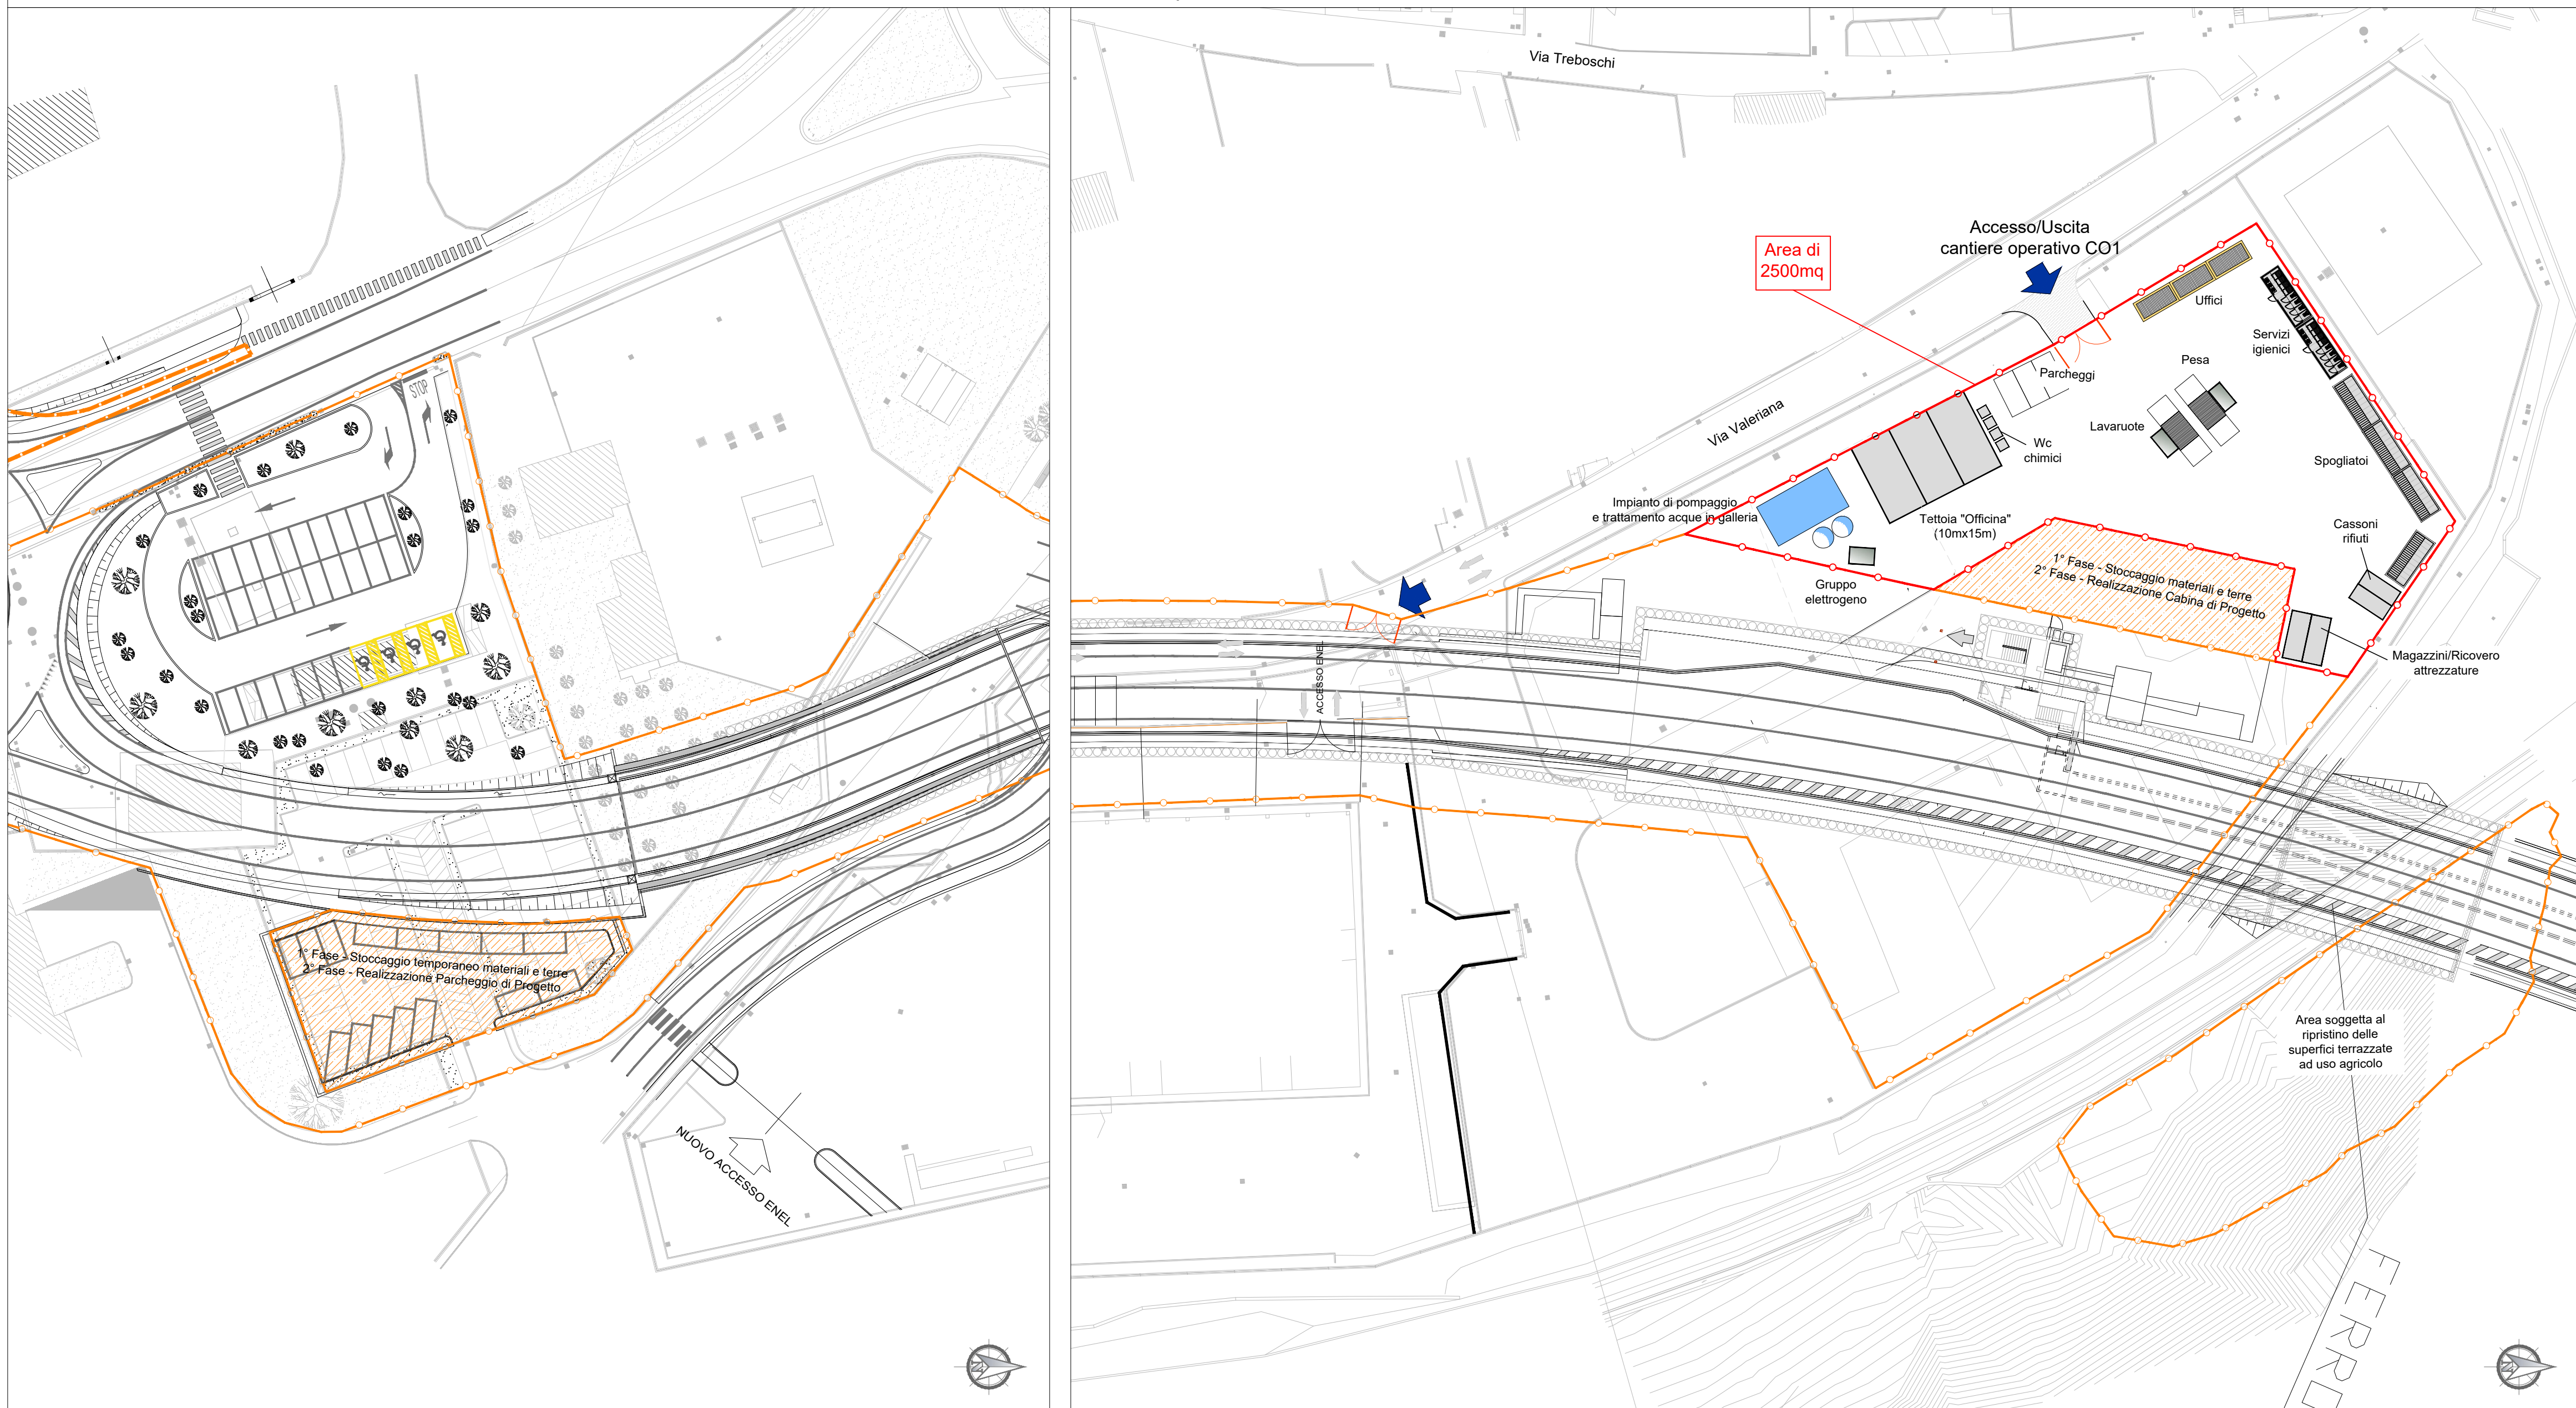 STOP
1° Fase - Stoccaggio temporaneo materiali e terre
2° Fase - Realizzazione Parcheggio di Progetto
NUOVO ACCESSO ENEL
N
Via Treboschi
Accesso/Uscita
cantiere operativo CO1
Area di
2500mq
Uffici
Servizi
igienici
Pesa
Parcheggi
Via Valeriana
Lavaruote
Wc
chimici
Spogliatoi
Impianto di pompaggio
e trattamento acque in galleria
Tettoia "Officina"
(10mx15m)
Cassoni
rifiuti
1° Fase - Stoccaggio materiali e terre
2° Fase - Realizzazione Cabina di Progetto
Gruppo
elettrogeno
Magazzini/Ricovero
attrezzature
ACCESSO ENEL
Area soggetta al
ripristino delle
superfici terrazzate
ad uso agricolo
FERRO
N